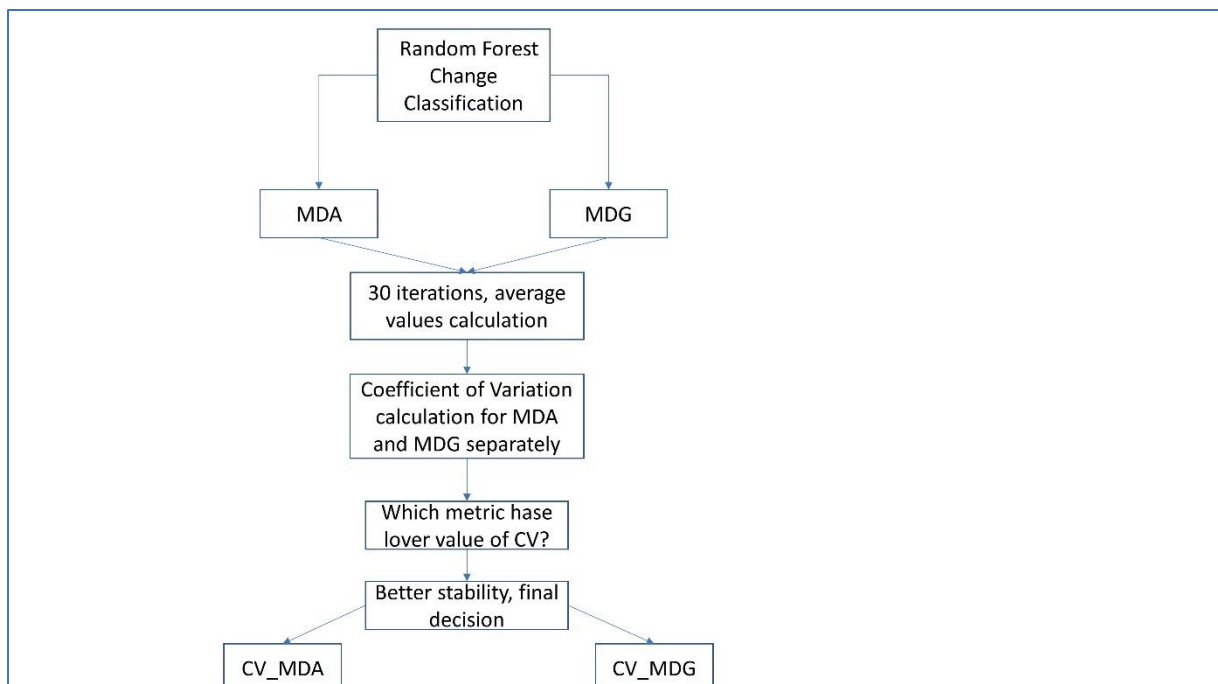 Random Forest
Change
Classification
MDA
MDG
30 iterations, average
values calculation
Coefficient of Variation
calculation for MDA
and MDG separately
Which metric hase
lover value of CV?
Better stability, final
decision
CV_MDA
CV_MDG